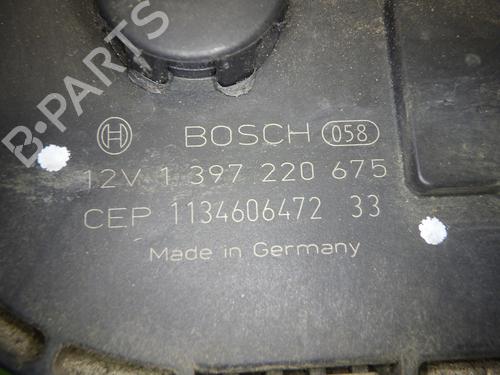 B-PARTS
BOSCH 058
12V 1 397 220 675
CEP 1134606472 33
Made in Germany